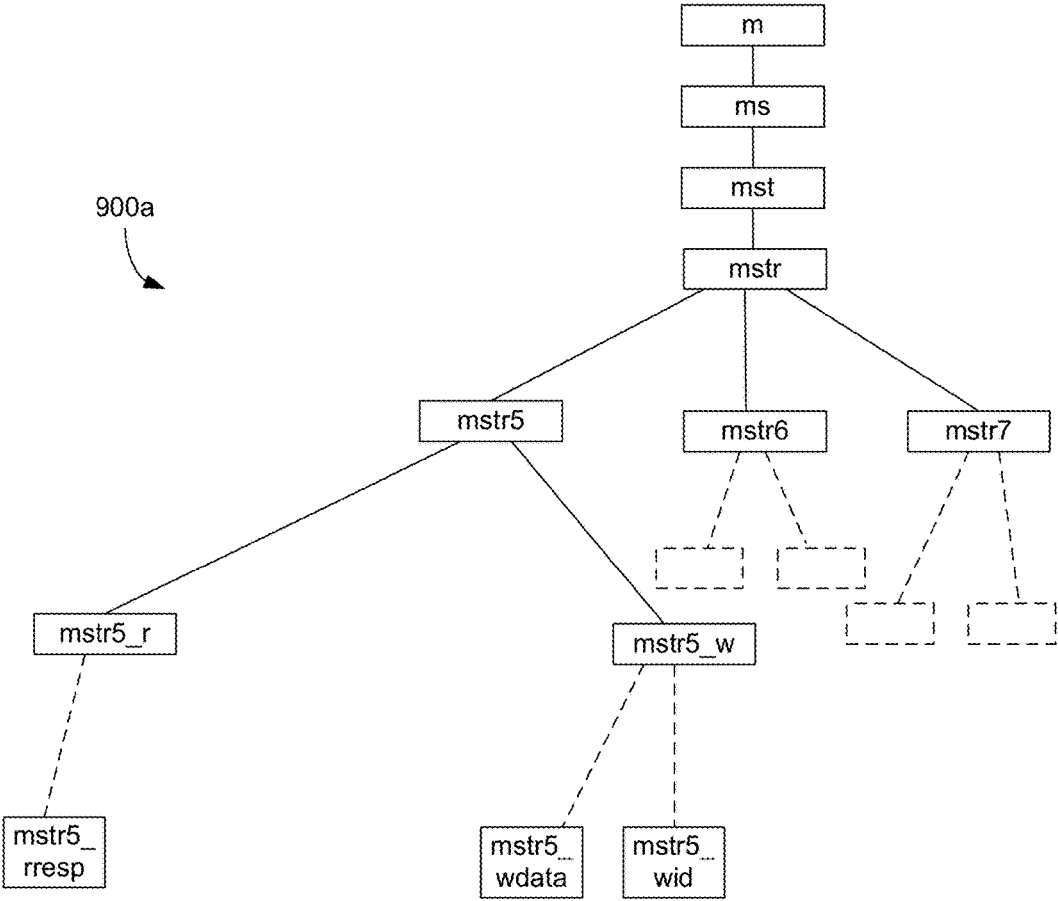 m
ms
mst
900a
mstr
mstr5
mstr6
mstr7
mstr5_r
mstr5_w
mstr5_
rresp
mstr5_
wdata
mstr5_
wid